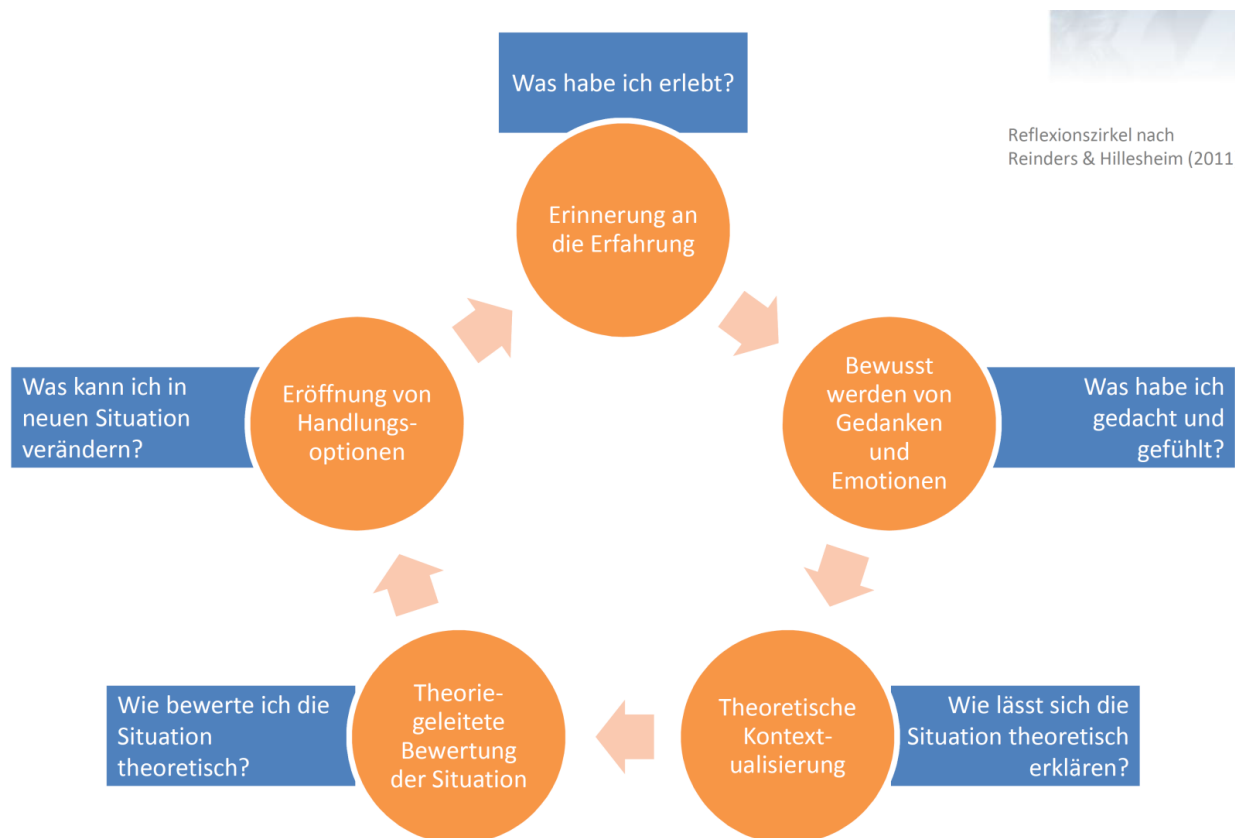 Was habe ich erlebt?
Reflexionszirkel nach
Reinders & Hillesheim (2011
Erinnerung an
die Erfahrung
Bewusst
werden von
Gedanken
und
Emotionen
Was habe ich
gedacht und
gefühlt?
Theoretische
Kontext-
ualisierung
Wie lässt sich die
Situation theoretisch
erklären?
Theorie-
geleitete
Bewertung
der Situation
Wie bewerte ich die
Situation
theoretisch?
Eröffnung von
Handlungs-
optionen
Was kann ich in
neuen Situation
verändern?